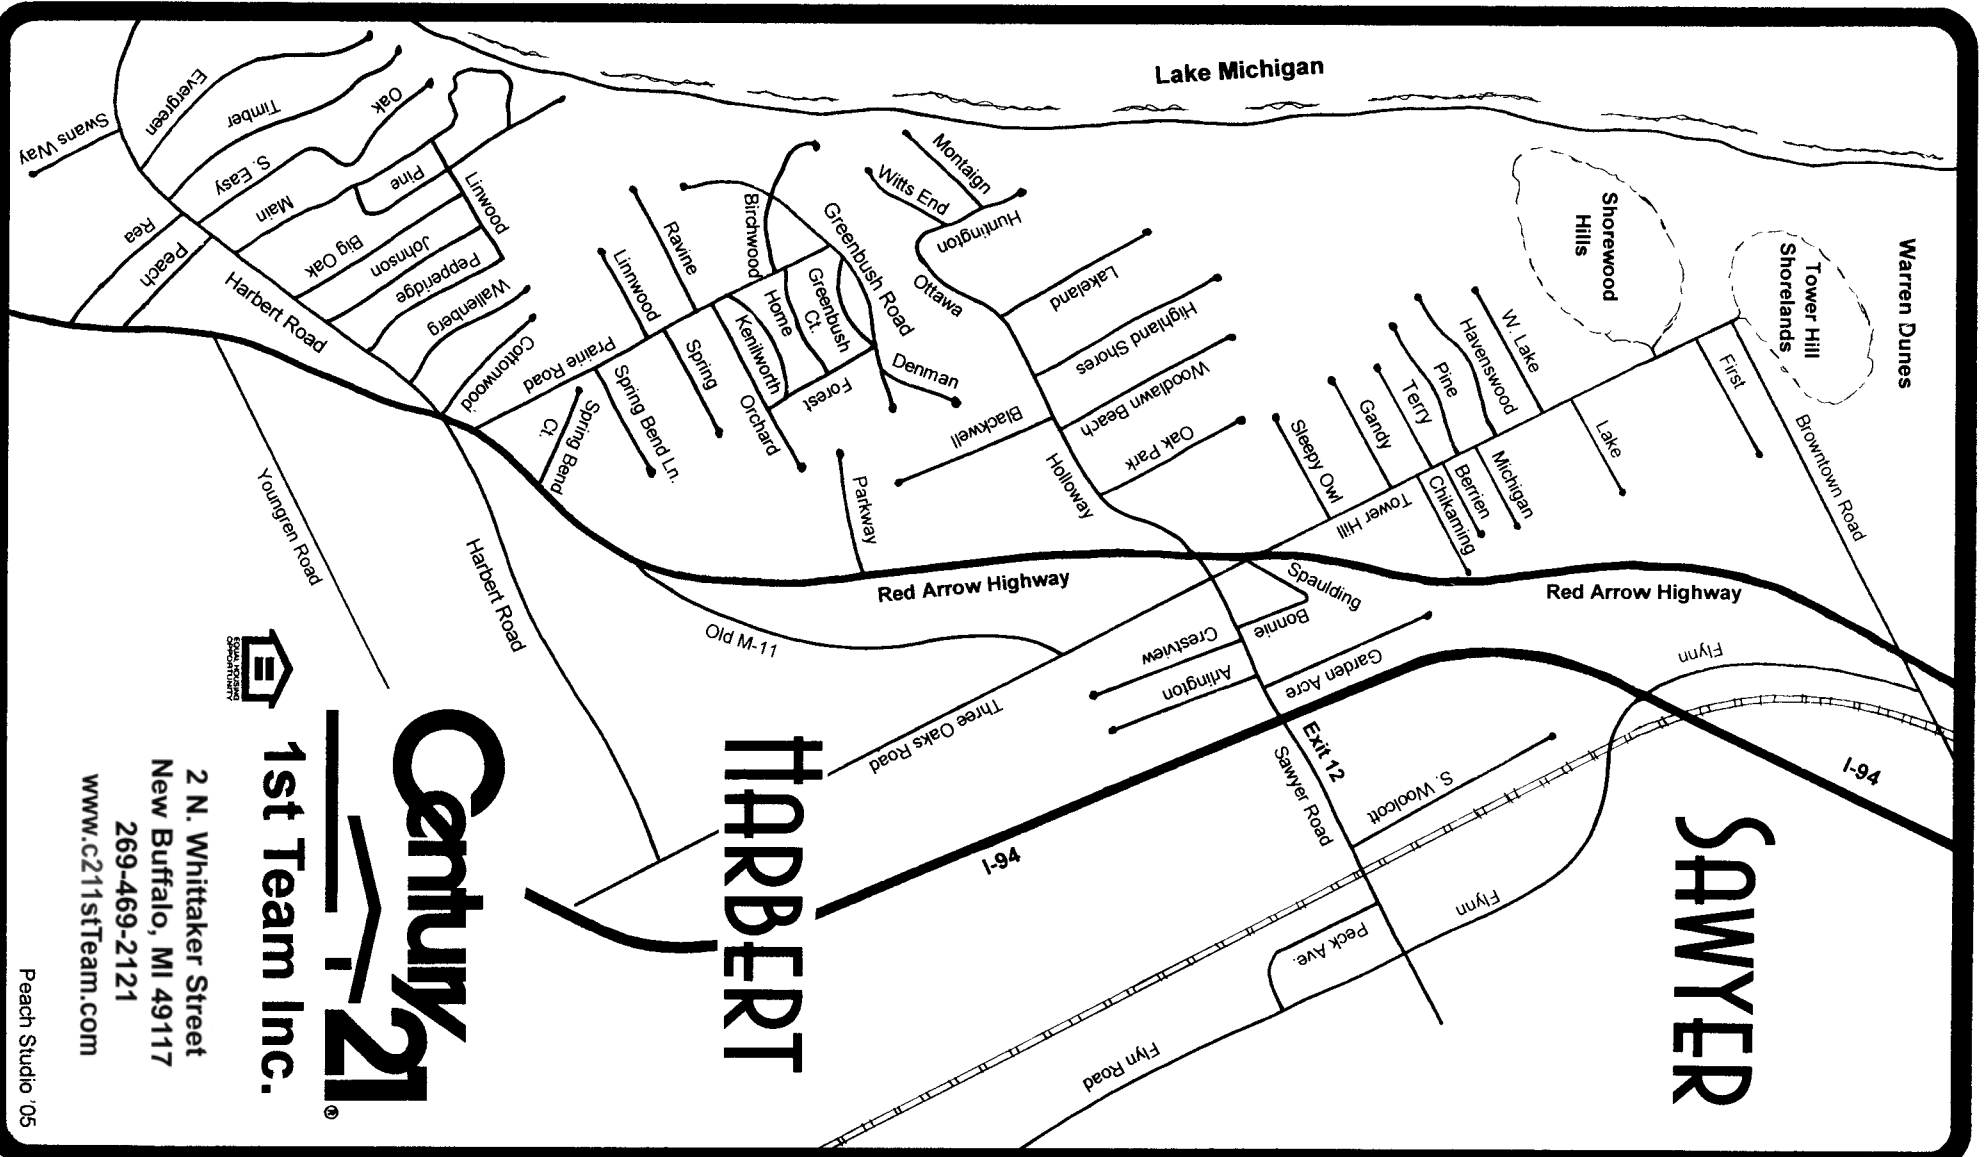 Lake Michigan
Warren Dunes
Tower Hill
Shorelands
Shorewood
Hills
Swans Way
Evergreen
Timber
Oak
S. Easy
Main
Pine
Linwood
Big Oak
Johnson
Pepperidge
Wallenberg
Cottonwood
Rea
Peach
Harbert Road
Prairie Road
Linnwood
Ravine
Birchwood
Greenbush Road
Home
Greenbush
Ct.
Kenilworth
Spring
Orchard
Forest
Denman
Spring Bend Ln.
Spring Bend
Ct.
Parkway
Montaign
Witts End
Huntington
Ottawa
Lakeland
Highland Shores
Woodlawn Beach
Blackwell
Oak Park
Holloway
Sleepy Owl
Gandy
Terry
Pine
Havenswood
W. Lake
Tower Hill
Chikaming
Berrien
Michigan
Lake
First
Browntown Road
Youngren Road
Harbert Road
Red Arrow Highway
Red Arrow Highway
Old M-11
Three Oaks Road
Spaulding
Bonnie
Crestview
Arlington
Garden Acre
Exit 12
Sawyer Road
S. Woolcott
Flynn
Flynn
I-94
I-94
Peck Ave.
Flyn Road
HARBERT
SAWYER
EQUAL HOUSING
OPPORTUNITY
Century 21®
1st Team Inc.
2 N. Whittaker Street
New Buffalo, MI 49117
269-469-2121
www.c211stTeam.com
Peach Studio '05